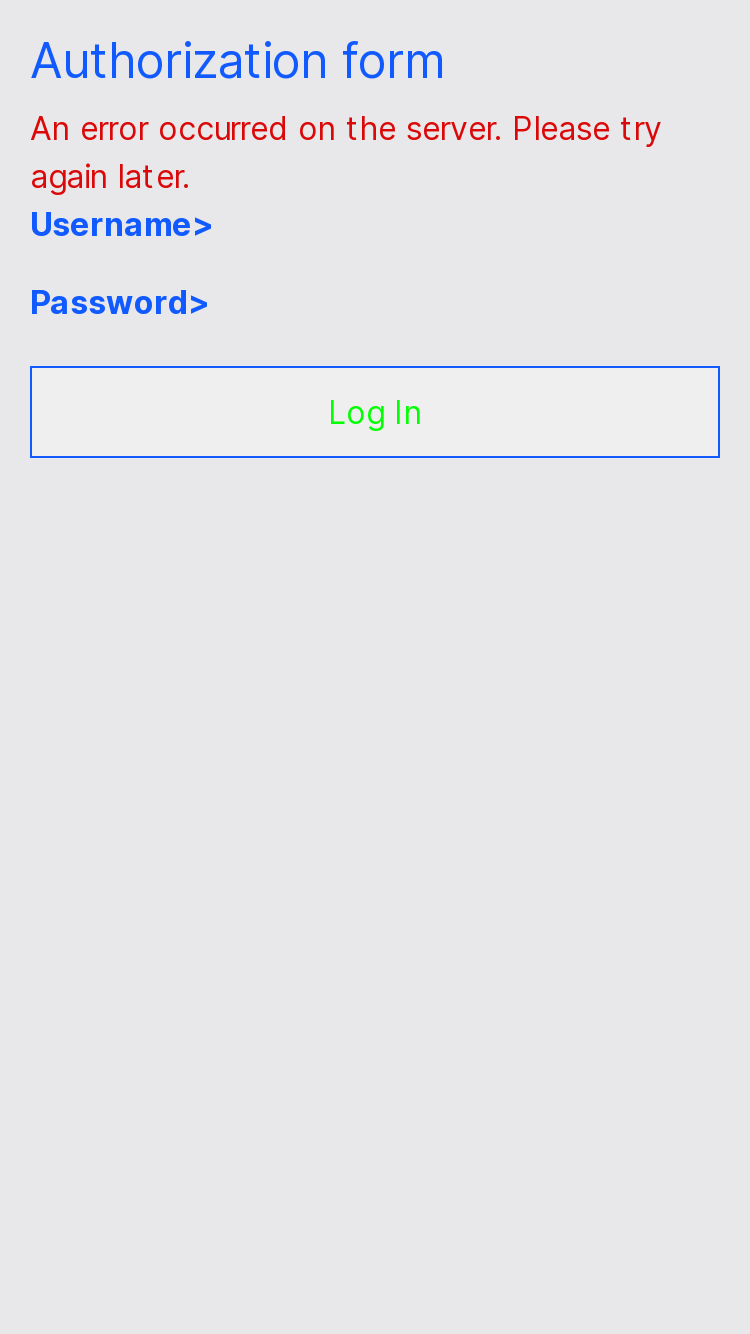 Authorization form
An error occurred on the server. Please try
again later.
Username>
Password>
Log In